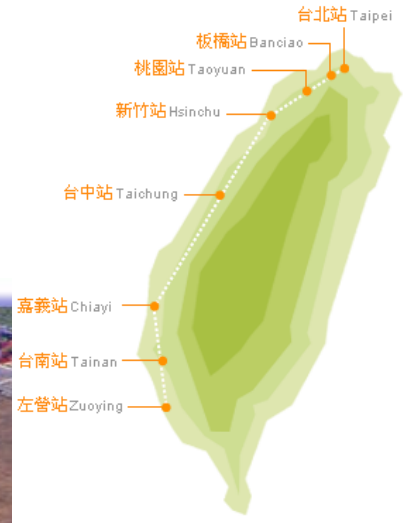 台北站 Taipei
板橋站 Banciao
桃園站 Taoyuan
新竹站 Hsinchu
台中站 Taichung
嘉義站 Chiayi
台南站 Tainan
左營站 Zuoying